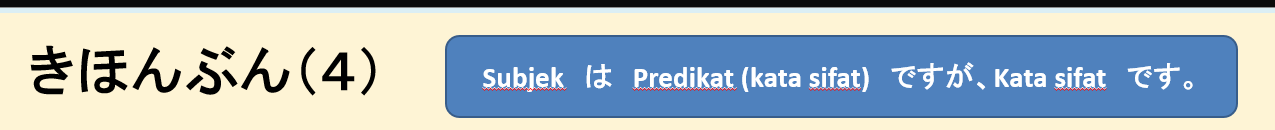 きほんぶん（4）
Subjek は Predikat (kata sifat) ですが、Kata sifat です。